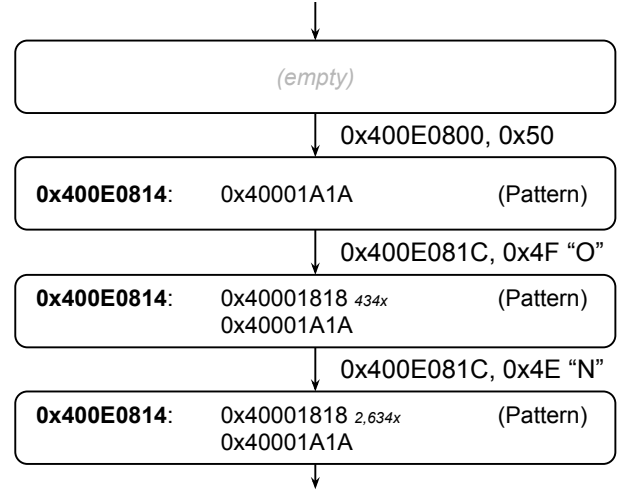 (empty)
0x400E0800, 0x50
0x400E0814: 0x40001A1A (Pattern)
0x400E081C, 0x4F “O”
0x400E0814: 0x40001818 434x (Pattern)
0x40001A1A
0x400E081C, 0x4E “N”
0x400E0814: 0x40001818 2,634x (Pattern)
0x40001A1A